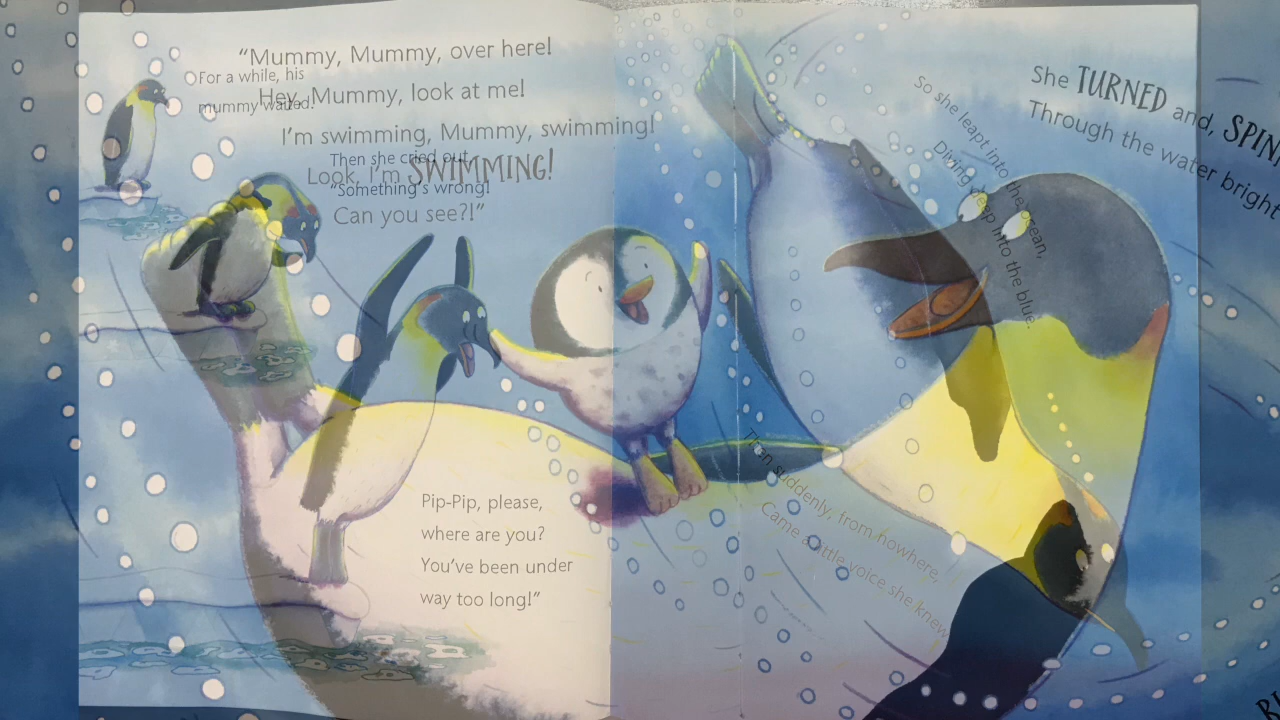 “Mummy, Mummy, over here!
Hey, Mummy, look at me!
I’m swimming, Mummy, swimming!
Look, I’m SWIMMING!
Can you see?!”
For a while, his
mummy waited.
Then she cried out,
“Something’s wrong!
Pip-Pip, please,
where are you?
You’ve been under
way too long!”
So she leapt into the ocean,
Diving deep into the blue.
Then suddenly, from nowhere,
Came a little voice she knew
She TURNED and,
Through the water bright